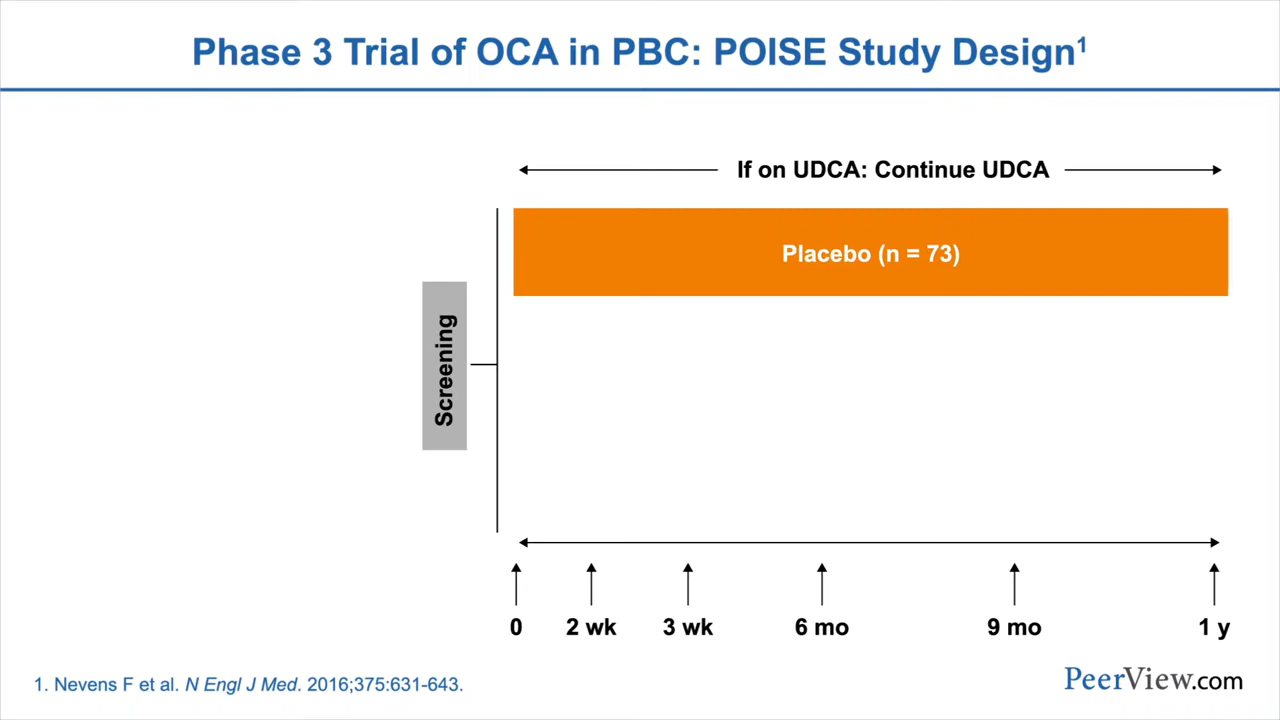 Phase 3 Trial of OCA in PBC: POISE Study Design1
If on UDCA: Continue UDCA
Placebo (n = 73)
Screening
0 2 wk 3 wk 6 mo 9 mo 1 y
1. Nevens F et al. N Engl J Med. 2016;375:631-643.
PeerView.com